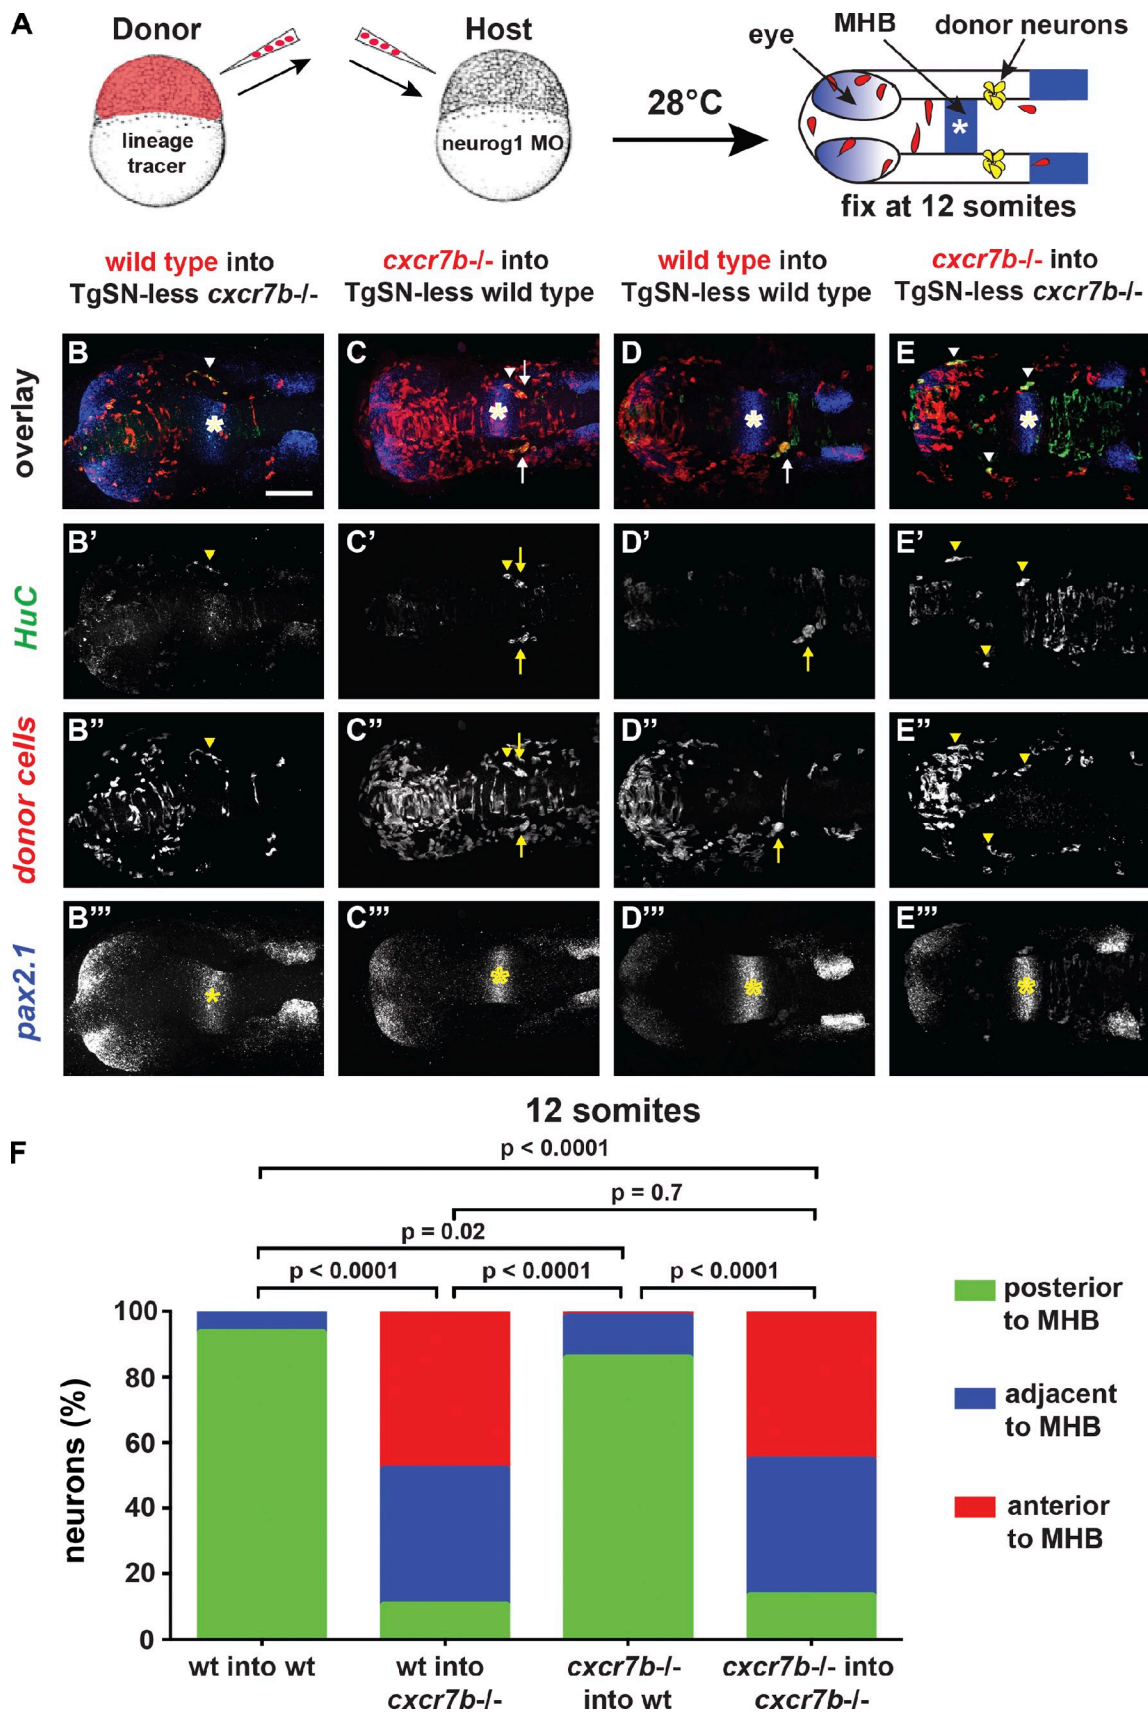 A
Donor
Host
lineage
tracer
neurog1 MO
28°C
eye
MHB
donor neurons
*
fix at 12 somites
wild type into
TgSN-less cxcr7b-/-
cxcr7b-/- into
TgSN-less wild type
wild type into
TgSN-less wild type
cxcr7b-/- into
TgSN-less cxcr7b-/-
overlay
B
*
C
*
D
*
E
*
HuC
B'
C'
D'
E'
donor cells
B''
C''
D''
E''
pax2.1
B'''
*
C'''
*
D'''
*
E'''
*
12 somites
F
p < 0.0001
p = 0.7
p = 0.02
p < 0.0001
p < 0.0001
p < 0.0001
neurons (%)
100
80
60
40
20
0
wt into wt
wt into
cxcr7b-/-
cxcr7b-/-
into wt
cxcr7b-/- into
cxcr7b-/-
posterior
to MHB
adjacent
to MHB
anterior
to MHB